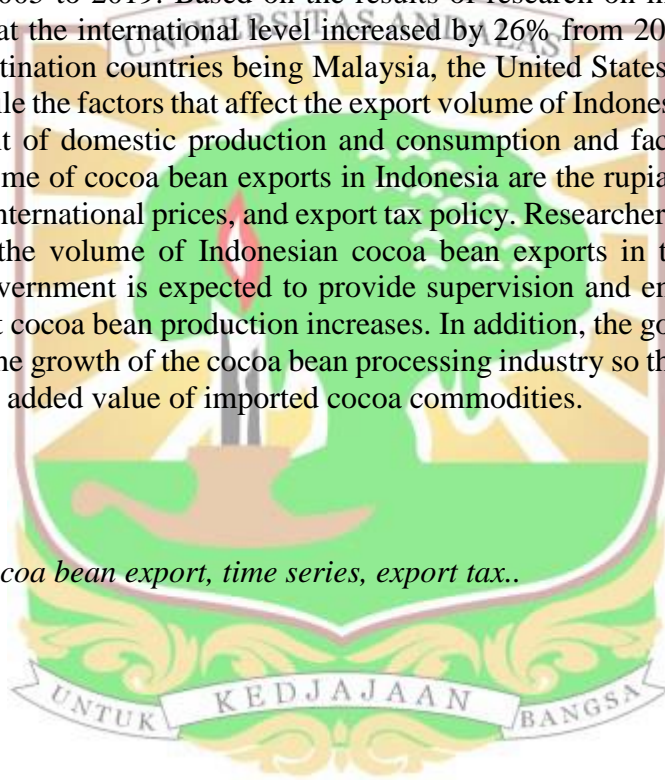 2003 to 2019. Based on the results of research on in
UNIVERSITAS ANDALAS
at the international level increased by 26% from 20
tination countries being Malaysia, the United States
ile the factors that affect the export volume of Indones
t of domestic production and consumption and fac
me of cocoa bean exports in Indonesia are the rupia
nternational prices, and export tax policy. Researcher
the volume of Indonesian cocoa bean exports in t
vernment is expected to provide supervision and en
t cocoa bean production increases. In addition, the go
he growth of the cocoa bean processing industry so th
added value of imported cocoa commodities.
coa bean export, time series, export tax..
UNTUK KEDJAJAAN BANGSA